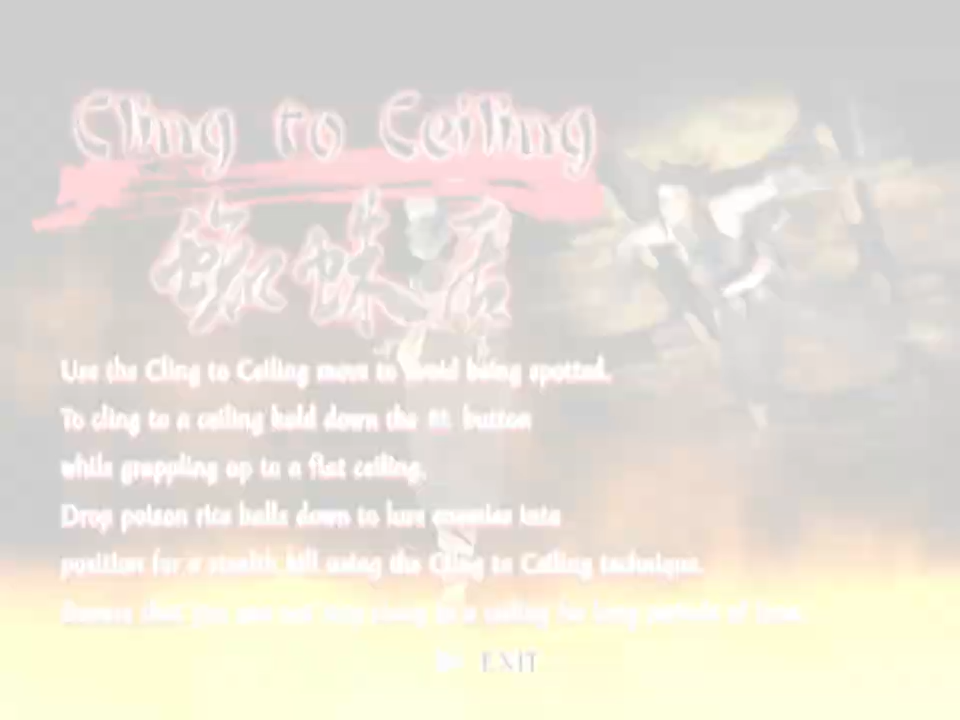 Cling to Ceiling
蜘蛛居
Use the Cling to Ceiling move to avoid being spotted.
To cling to a ceiling hold down the button
while grappling up to a flat ceiling.
Drop poison rice balls down to lure enemies into
position for a stealth kill using the Cling to Ceiling technique.
Beware that you can not stay clung to a ceiling for long periods of time.
EXIT